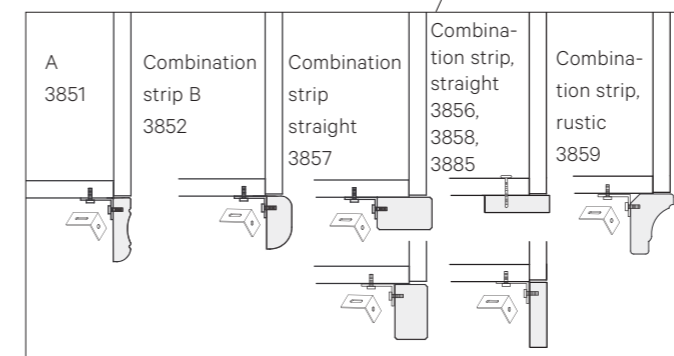 A
3851
Combination
strip B
3852
Combination
strip
straight
3857
Combina-
tion strip,
straight
3856,
3858,
3885
Combina-
tion strip,
rustic
3859